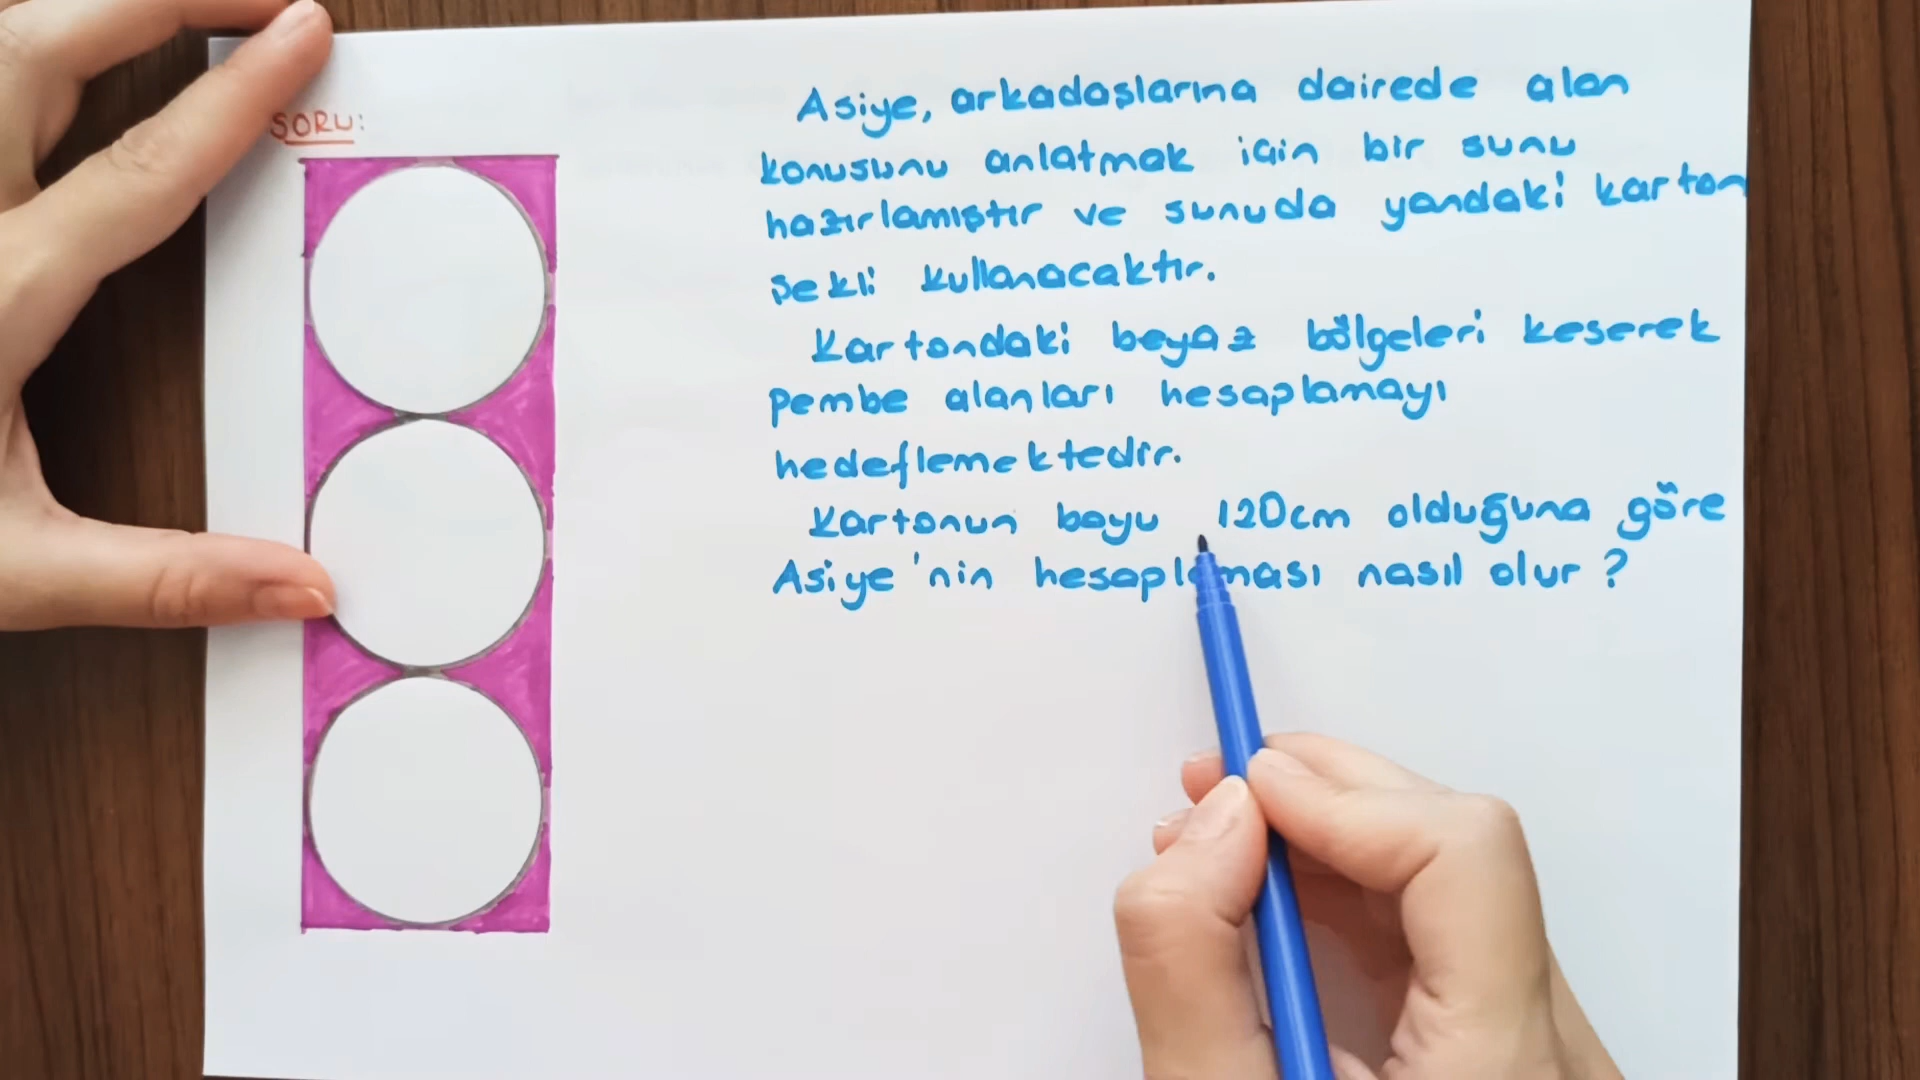 SORU:
Asiye, arkadaşlarına dairede alan
konusunu anlatmak için bir sunu
hazırlamıştır ve sunuda yandaki karton
şekli kullanacaktır.
Kartondaki beyaz bölgeleri keserek
pembe alanları hesaplamayı
hedeflemektedir.
Kartonun boyu 120cm olduğuna göre
Asiye'nin hesaplaması nasıl olur?